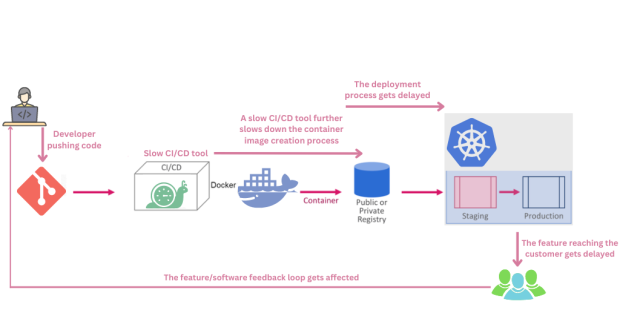 The deployment
process gets delayed
A slow CI/CD tool further
slows down the container
image creation process
Developer
pushing code
Slow CI/CD tool
CI/CD
Docker
Container
Public or
Private
Registry
Staging
Production
The feature reaching the
customer gets delayed
The feature/software feedback loop gets affected